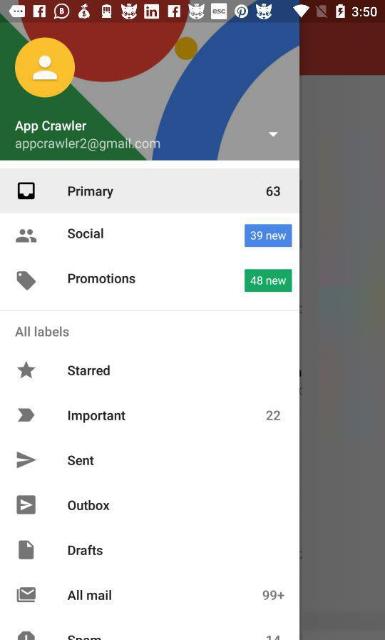 3:50
App Crawler
appcrawler2@gmail.com
Primary 63
Social 39 new
Promotions 48 new
All labels
Starred
Important 22
Sent
Outbox
Drafts
All mail 99+
Spam 14